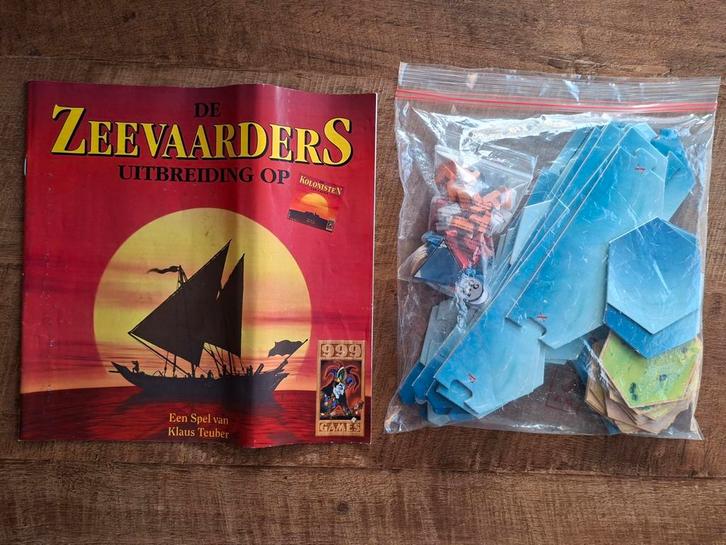 DE
ZEEVAARDERS
UITBREIDING OP
KOLONISTEN
Een Spel van
Klaus Teuber
999
GAMES